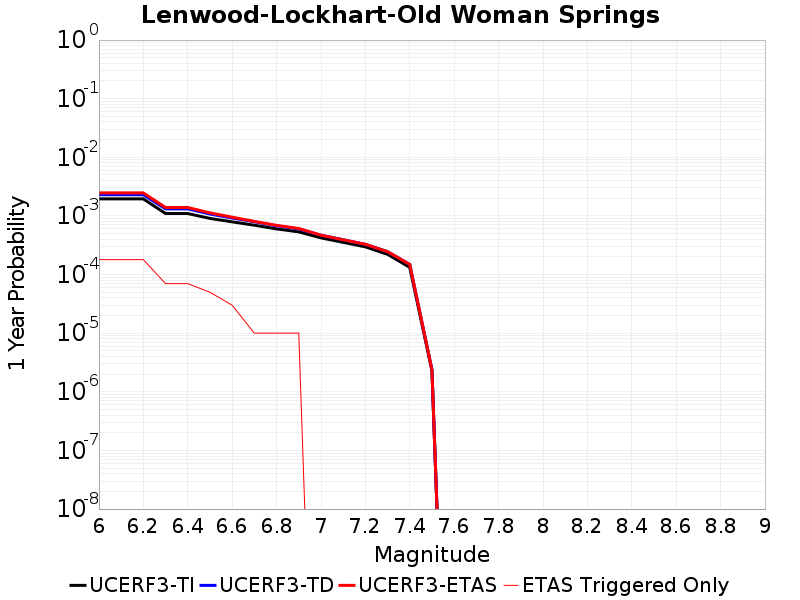 Lenwood-Lockhart-Old Woman Springs
1 Year Probability
10^0
10^-1
10^-2
10^-3
10^-4
10^-5
10^-6
10^-7
10^-8
6 6.2 6.4 6.6 6.8 7 7.2 7.4 7.6 7.8 8 8.2 8.4 8.6 8.8 9
Magnitude
UCERF3-TI UCERF3-TD UCERF3-ETAS ETAS Triggered Only